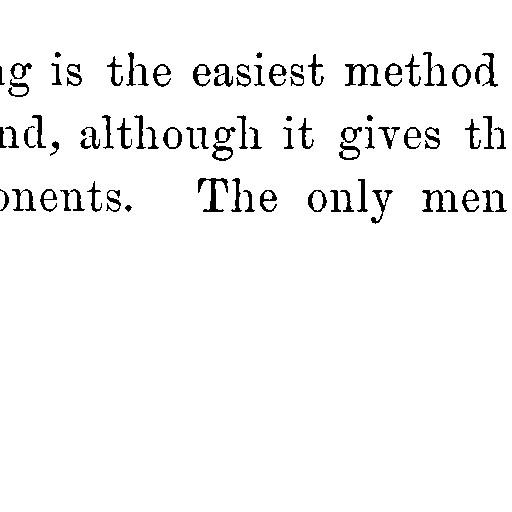 ng is the easiest method
nd, although it gives th
onents. The only men